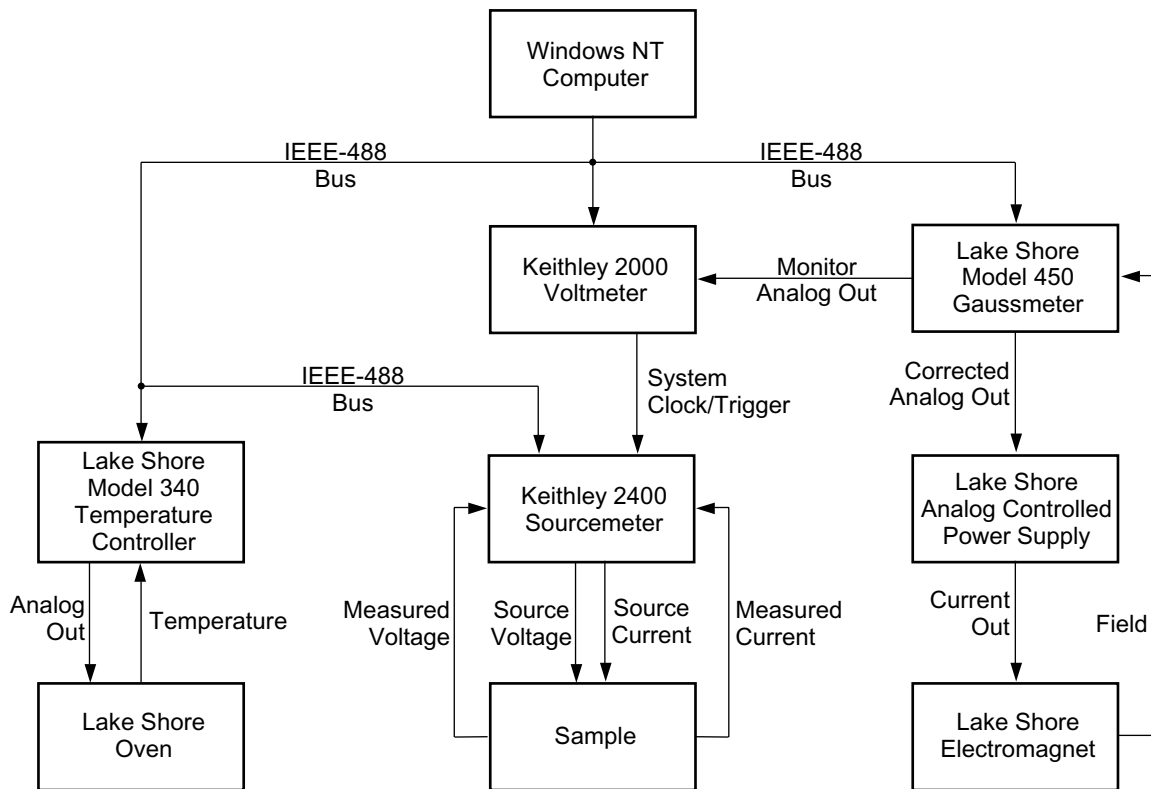 Windows NT
Computer
IEEE-488
Bus
IEEE-488
Bus
Keithley 2000
Voltmeter
Monitor
Analog Out
Lake Shore
Model 450
Gaussmeter
IEEE-488
Bus
System
Clock/Trigger
Corrected
Analog Out
Lake Shore
Model 340
Temperature
Controller
Keithley 2400
Sourcemeter
Lake Shore
Analog Controlled
Power Supply
Analog
Out
Temperature
Measured
Voltage
Source
Voltage
Source
Current
Measured
Current
Current
Out
Field
Lake Shore
Oven
Sample
Lake Shore
Electromagnet